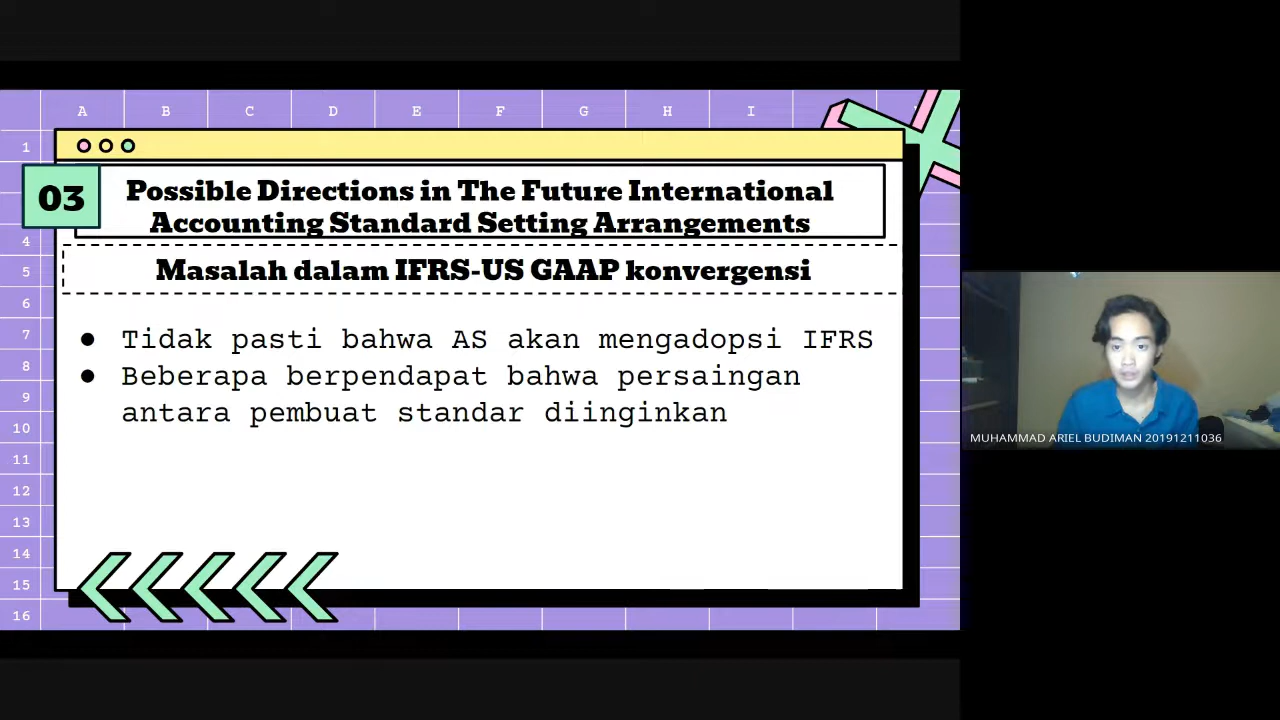 A B C D E F G H I
1
03
Possible Directions in The Future International
Accounting Standard Setting Arrangements
4
5
Masalah dalam IFRS-US GAAP konvergensi
6
7
● Tidak pasti bahwa AS akan mengadopsi IFRS
8
● Beberapa berpendapat bahwa persaingan
9
antara pembuat standar diinginkan
10
11
12
13
14
15
16
MUHAMMAD ARIEL BUDIMAN 20191211036